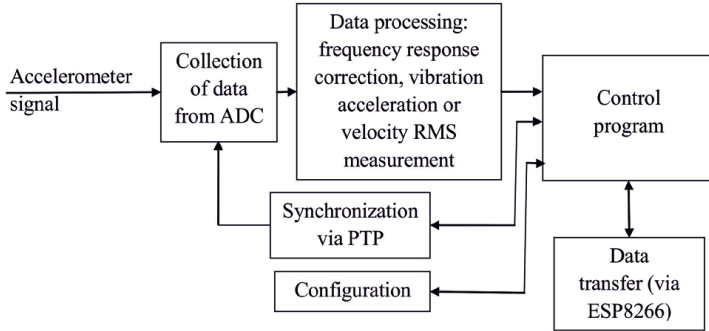 Accelerometer
signal
Collection
of data
from ADC
Data processing:
frequency response
correction, vibration
acceleration or
velocity RMS
measurement
Control
program
Synchronization
via PTP
Configuration
Data
transfer (via
ESP8266)